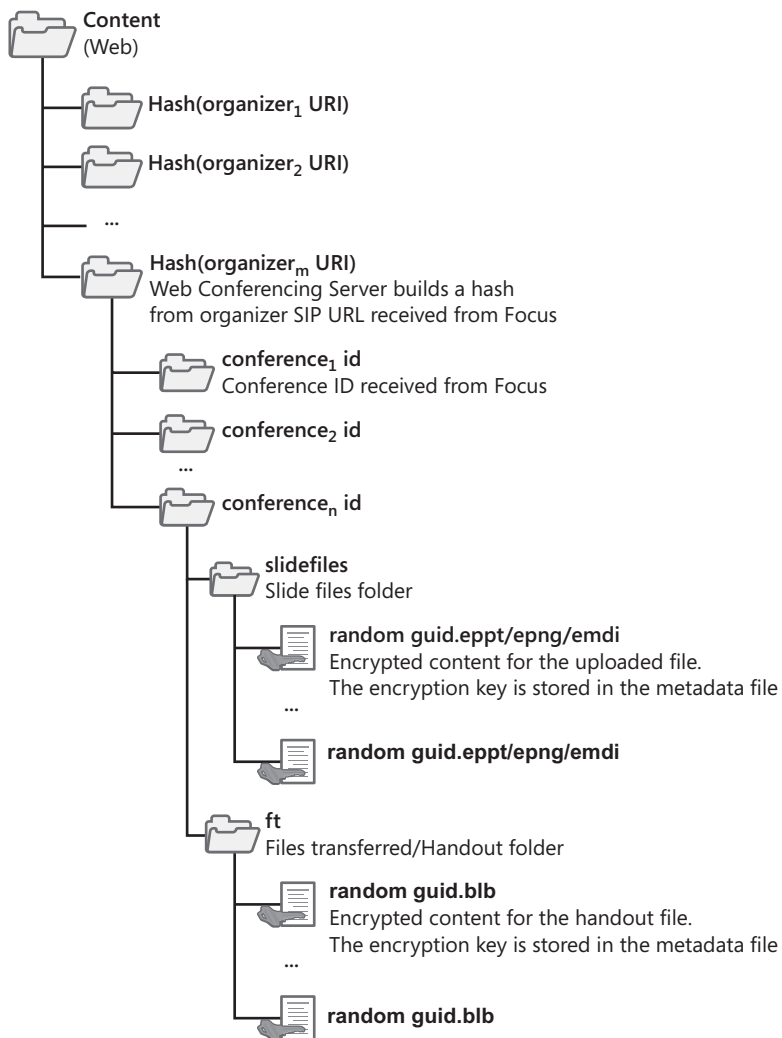 Content
(Web)
Hash(organizer₁ URI)
Hash(organizer₂ URI)
...
Hash(organizerₘ URI)
Web Conferencing Server builds a hash
from organizer SIP URL received from Focus
conference₁ id
Conference ID received from Focus
conference₂ id
...
conferenceₙ id
slidefiles
Slide files folder
random guid.eppt/epng/emdi
Encrypted content for the uploaded file.
The encryption key is stored in the metadata file
...
random guid.eppt/epng/emdi
ft
Files transferred/Handout folder
random guid.blb
Encrypted content for the handout file.
The encryption key is stored in the metadata file
...
random guid.blb